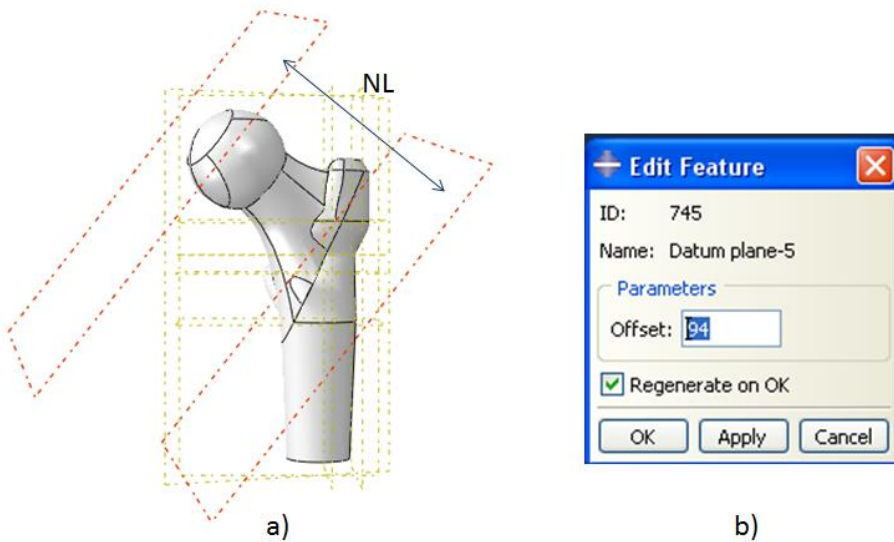 NL
Edit Feature
ID: 745
Name: Datum plane-5
Parameters
Offset: 94
Regenerate on OK
OK Apply Cancel
a) b)